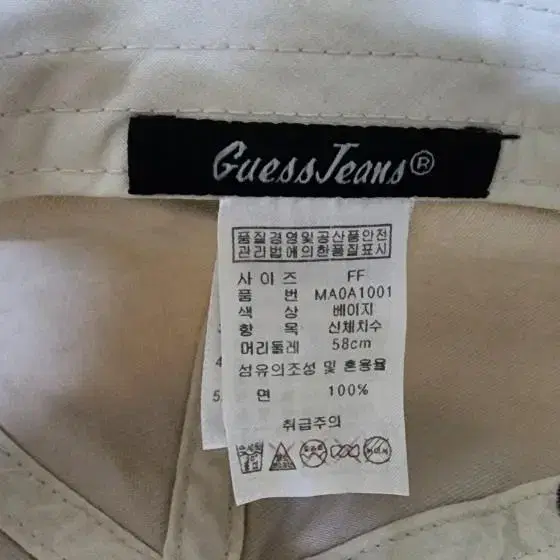 GuessJeans®
품질경영및공산품안전
관리법에의한품질표시
사이즈 FF
품 번 MA0A1001
색 상 베이지
항 목 신체치수
머리둘레 58cm
섬유의조성 및 혼용율
면 100%
취급주의